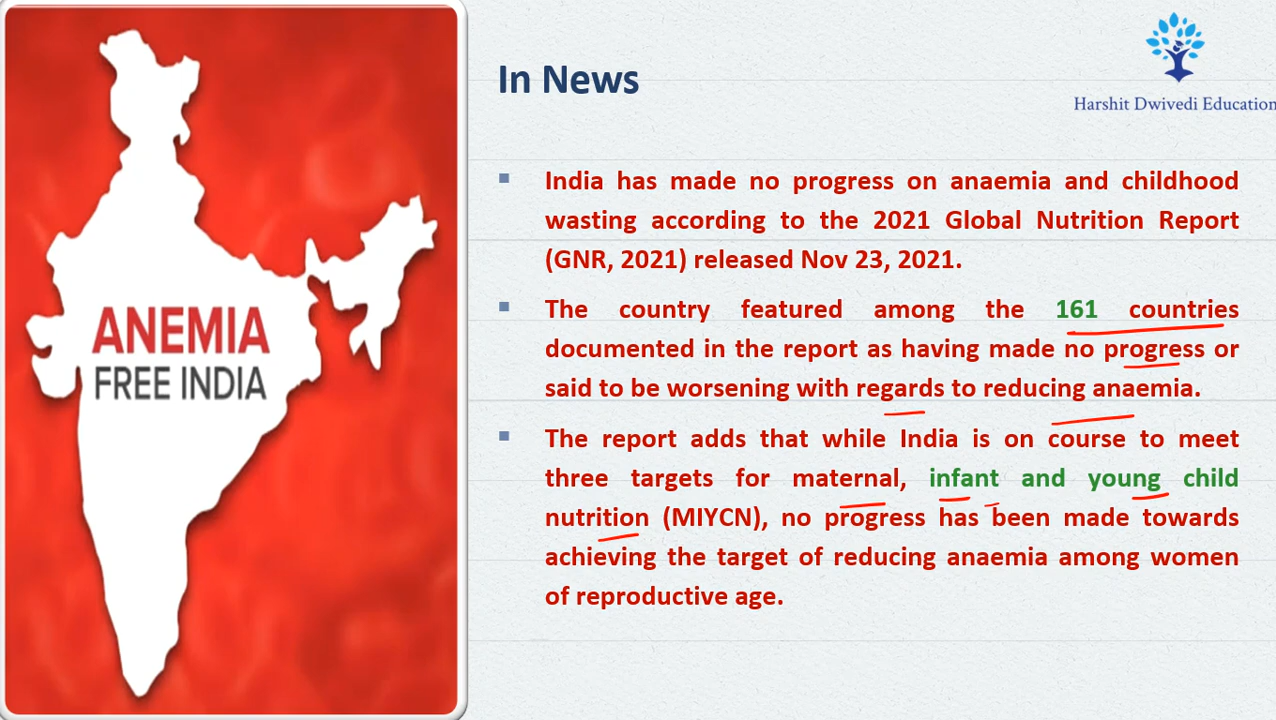 In News
Harshit Dwivedi Education
ANEMIA
FREE INDIA
India has made no progress on anaemia and childhood
wasting according to the 2021 Global Nutrition Report
(GNR, 2021) released Nov 23, 2021.
The country featured among the 161 countries
documented in the report as having made no progress or
said to be worsening with regards to reducing anaemia.
The report adds that while India is on course to meet
three targets for maternal, infant and young child
nutrition (MIYCN), no progress has been made towards
achieving the target of reducing anaemia among women
of reproductive age.